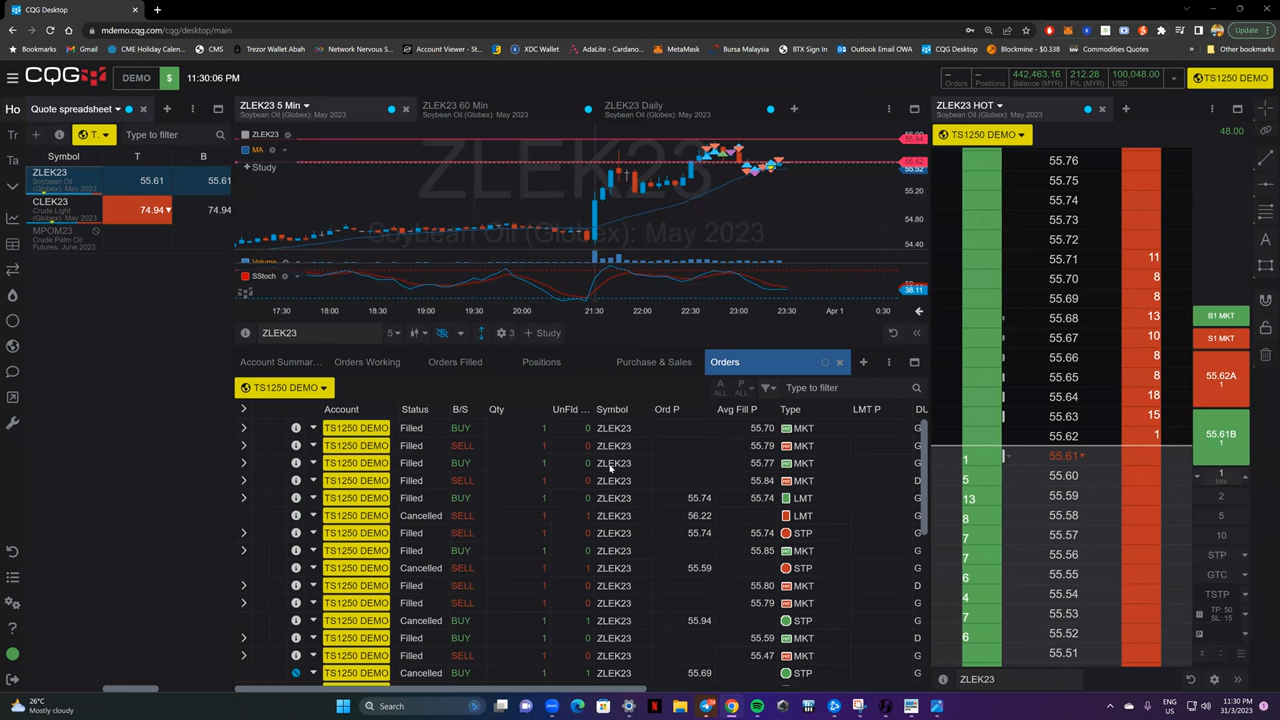 CQG Desktop
mdemo.cqg.com/cqg/desktop/main
Update
Bookmarks
Gmail
CME Holiday Calen...
CMS
Trezor Wallet Abah
Network Nervous S...
Account Viewer - St...
XDC Wallet
AdaLite - Cardano...
MetaMask
Bursa Malaysia
BTX Sign In
Outlook Email OWA
CQG Desktop
Blockmine - $0.338
Commodities Quotes
Other bookmarks
CQG
DEMO
$
11:30:06 PM
Orders
Positions
442,463.16
Balance (MYR)
212.28
P/L (MYR)
100,048.00
TS1250 DEMO
Ho
Quote spreadsheet
ZLEK23 5 Min
Soybean Oil (Globex): May 2023
ZLEK23 60 Min
ZLEK23 Daily
Soybean Oil (Globex): May 2023
ZLEK23 HOT
Soybean Oil (Globex): May 2023
Tr
T...
Type to filter
TS1250 DEMO
48.00
Ta
Symbol T B
ZLEK23
Soybean Oil
(Globex): May 2023
55.61 55.61
CLEK23
Crude Light
(Globex): May 2023
74.94 74.94
MPOM23
Crude Palm Oil
Futures: June 2023
ZLEK23
MA
Study
ZLEK23
Soybean Oil (Globex): May 2023
55.94
55.62
55.52
55.20
54.80
54.40
Volume
SStoch
38.11
17:30 18:00 18:30 19:00 19:30 20:00 20:30 21:00 21:30 22:00 22:30 23:00 23:30 Apr 1 0:30
ZLEK23 5 3 Study
Account Summar... Orders Working Orders Filled Positions Purchase & Sales Orders
TS1250 DEMO
A ALL P ALL Type to filter
Account Status B/S Qty UnFld ... Symbol Ord P Avg Fill P Type LMT P DU
TS1250 DEMO Filled BUY 1 0 ZLEK23 55.70 MKT G
TS1250 DEMO Filled SELL 1 0 ZLEK23 55.79 MKT G
TS1250 DEMO Filled BUY 1 0 ZLEK23 55.77 MKT G
TS1250 DEMO Filled SELL 1 0 ZLEK23 55.84 MKT D
TS1250 DEMO Filled BUY 1 0 ZLEK23 55.74 55.74 LMT G
TS1250 DEMO Cancelled SELL 1 1 ZLEK23 56.22 LMT G
TS1250 DEMO Filled SELL 1 0 ZLEK23 55.74 55.74 STP G
TS1250 DEMO Filled BUY 1 0 ZLEK23 55.85 MKT G
TS1250 DEMO Cancelled SELL 1 1 ZLEK23 55.59 STP G
TS1250 DEMO Filled SELL 1 0 ZLEK23 55.80 MKT D
TS1250 DEMO Filled SELL 1 0 ZLEK23 55.79 MKT G
TS1250 DEMO Cancelled BUY 1 1 ZLEK23 55.94 STP G
TS1250 DEMO Filled BUY 1 0 ZLEK23 55.59 MKT D
TS1250 DEMO Filled SELL 1 0 ZLEK23 55.47 MKT G
TS1250 DEMO Cancelled BUY 1 1 ZLEK23 55.69 STP G
55.76
55.75
55.74
55.73
55.72
55.71 11
55.70 8
55.69 8
55.68 13
55.67 10
55.66 8
55.65 8
55.64 18
55.63 15
55.62 1
1 55.61
5 55.60
13 55.59
8 55.58
7 55.57
7 55.56
6 55.55
4 55.54
7 55.53
6 55.52
55.51
B1 MKT
S1 MKT
55.62A
1
55.61B
1
1
lots
2
5
10
STP
GTC
TSTP
TP: 50
SL: 15
P
ZLEK23
26°C
Mostly cloudy
Search
ENG
US
11:30 PM
31/3/2023